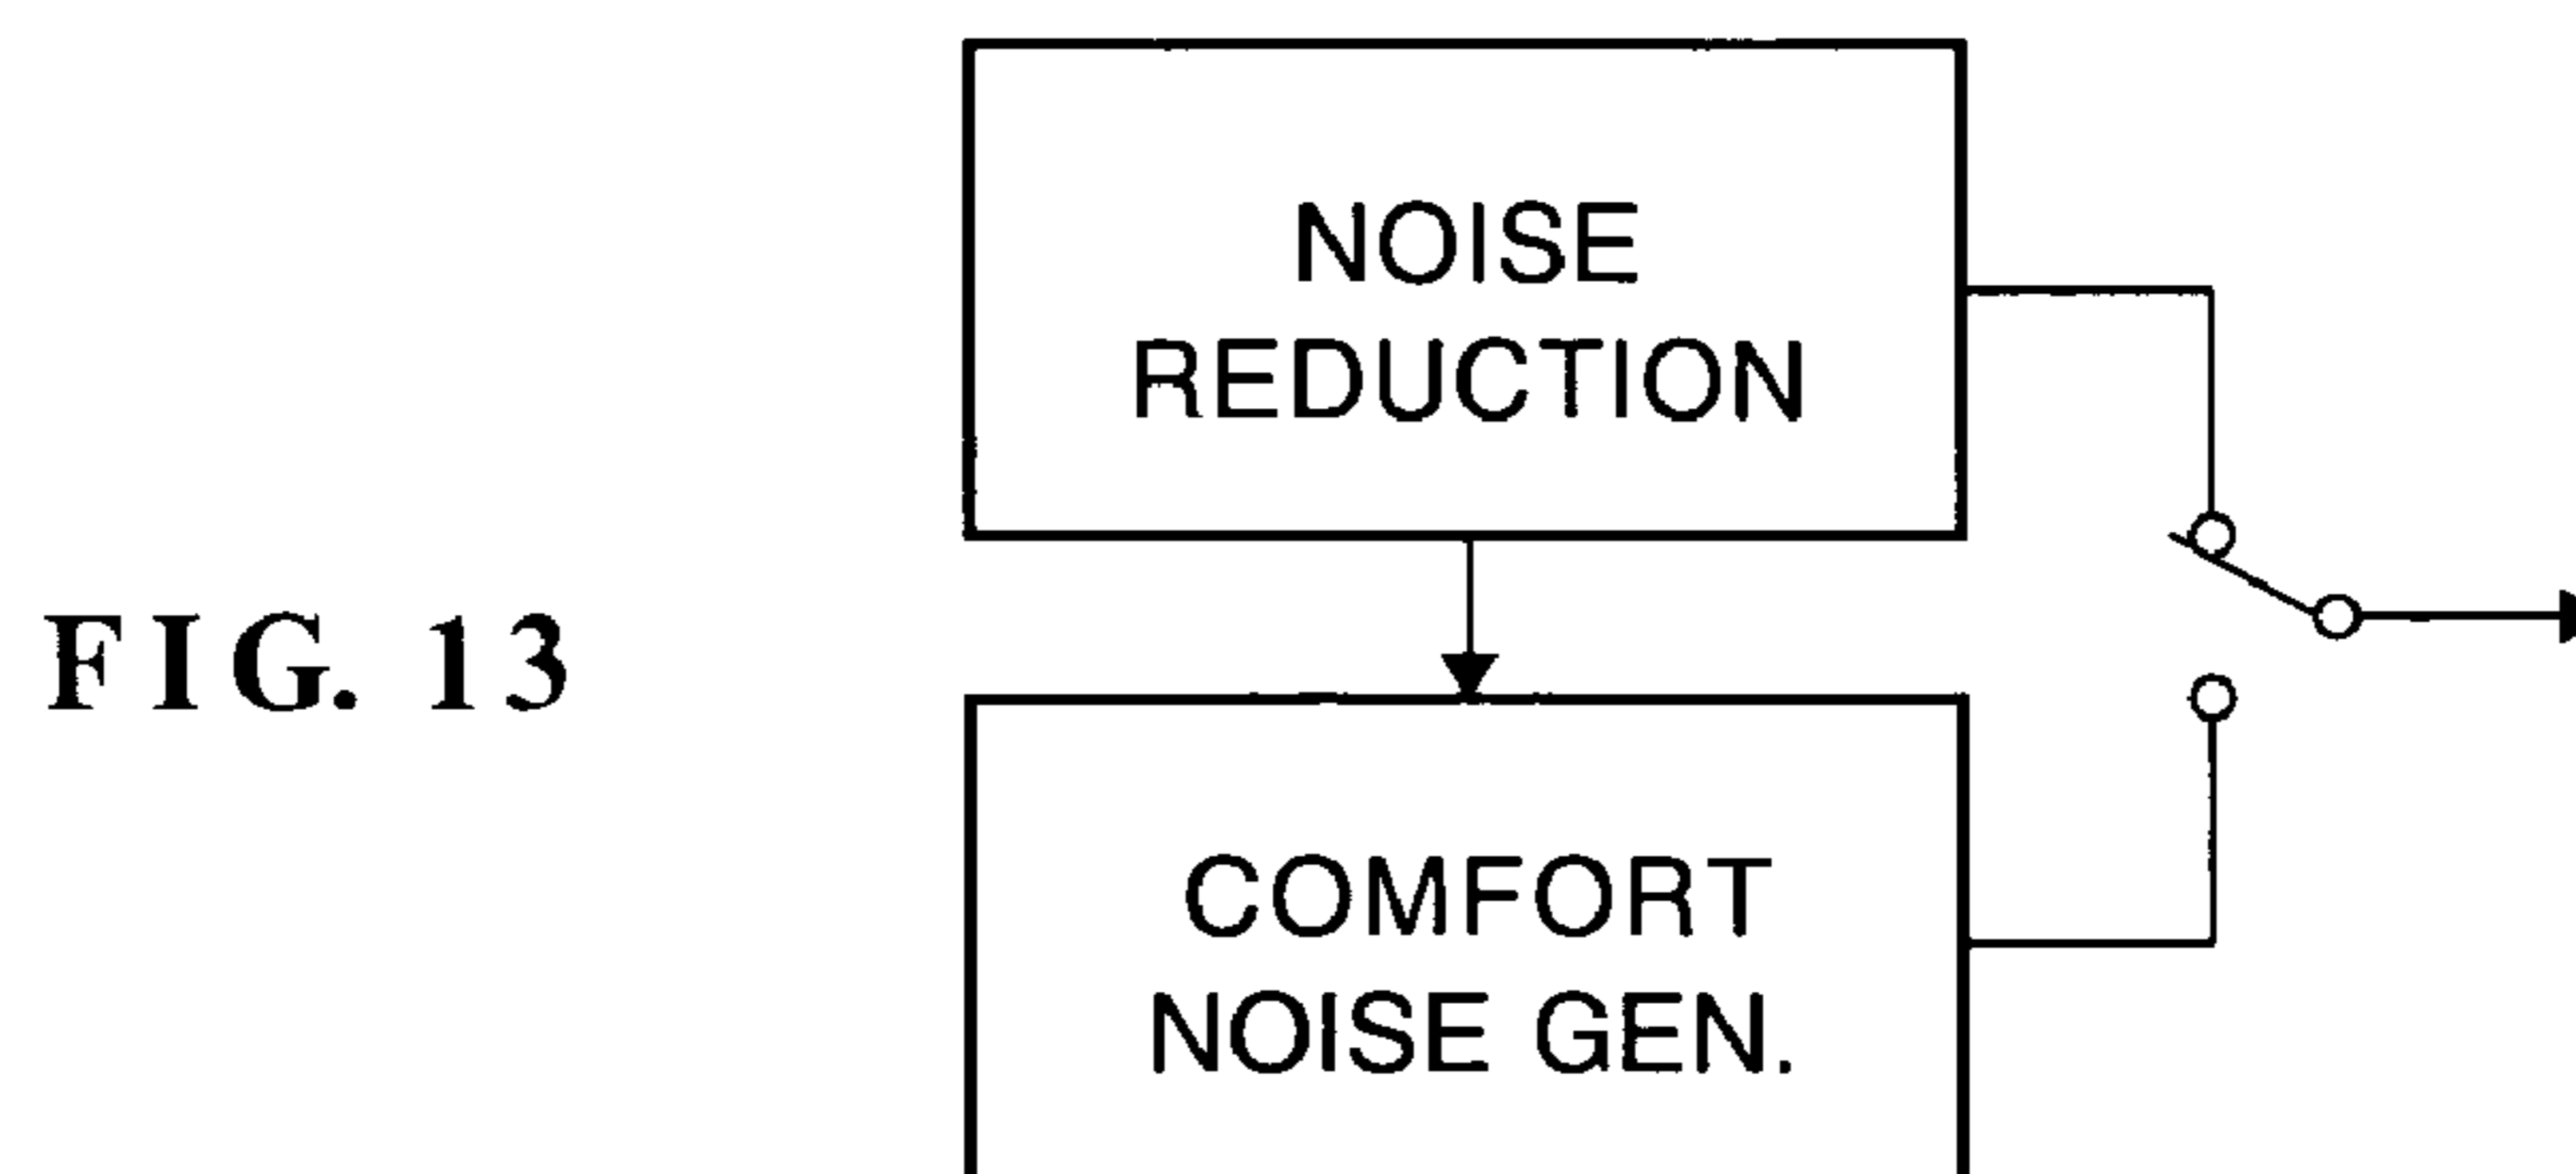 NOISE
REDUCTION
FIG. 13
COMFORT
NOISE GEN.